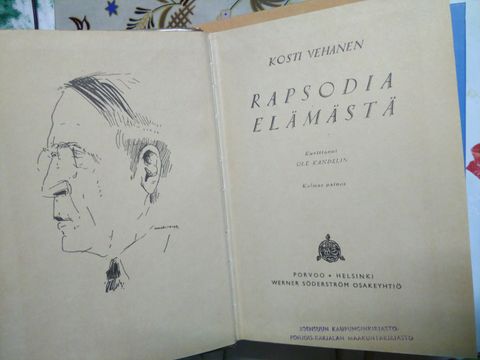 KOSTI VEHANEN
RAPSODIA
ELÄMÄSTÄ
Kuvittanut
OLE KANDELIN
Kolmas painos
PORVOO • HELSINKI
WERNER SÖDERSTRÖM OSAKEYHTIÖ
JOENSUUN KAUPUNGINKIRJASTO
POHJOIS-KARJALAN MAAKUNTAKIRJASTO